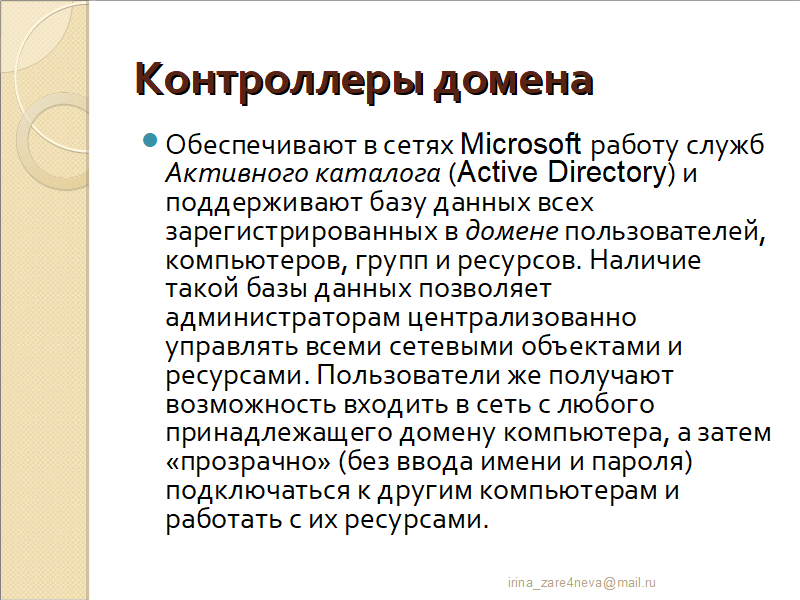 Контроллеры домена
Обеспечивают в сетях Microsoft работу служб
Активного каталога (Active Directory) и
поддерживают базу данных всех
зарегистрированных в домене пользователей,
компьютеров, групп и ресурсов. Наличие
такой базы данных позволяет
администраторам централизованно
управлять всеми сетевыми объектами и
ресурсами. Пользователи же получают
возможность входить в сеть с любого
принадлежащего домену компьютера, а затем
«прозрачно» (без ввода имени и пароля)
подключаться к другим компьютерам и
работать с их ресурсами.
irina_zare4neva@mail.ru